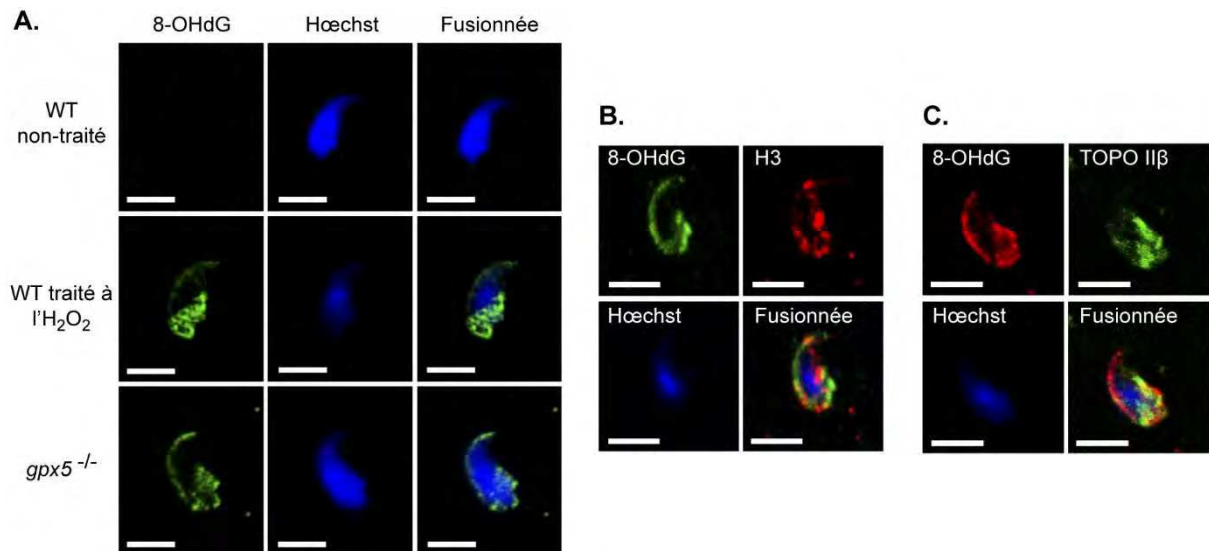 A.
8-OHdG
Hœchst
Fusionnée
WT
non-traité
WT traité à
l'H₂O₂
gpx5 -/-
B.
8-OHdG
H3
Hœchst
Fusionnée
C.
8-OHdG
TOPO IIβ
Hœchst
Fusionnée